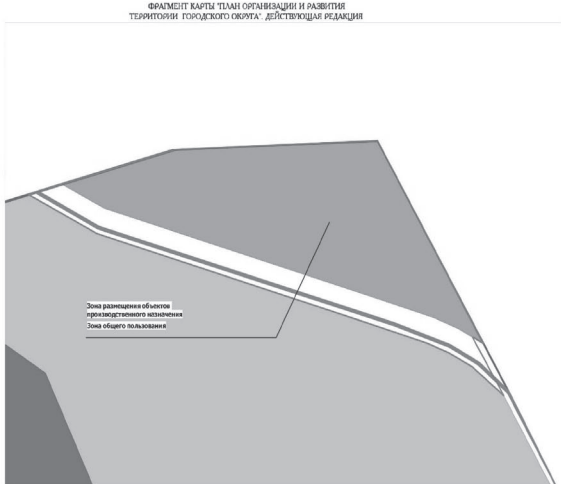 ФРАГМЕНТ КАРТЫ "ПЛАН ОРГАНИЗАЦИИ И РАЗВИТИЯ
ТЕРРИТОРИИ ГОРОДСКОГО ОКРУГА". ДЕЙСТВУЮЩАЯ РЕДАКЦИЯ
Зона размещения объектов
производственного назначения
Зона общего пользования